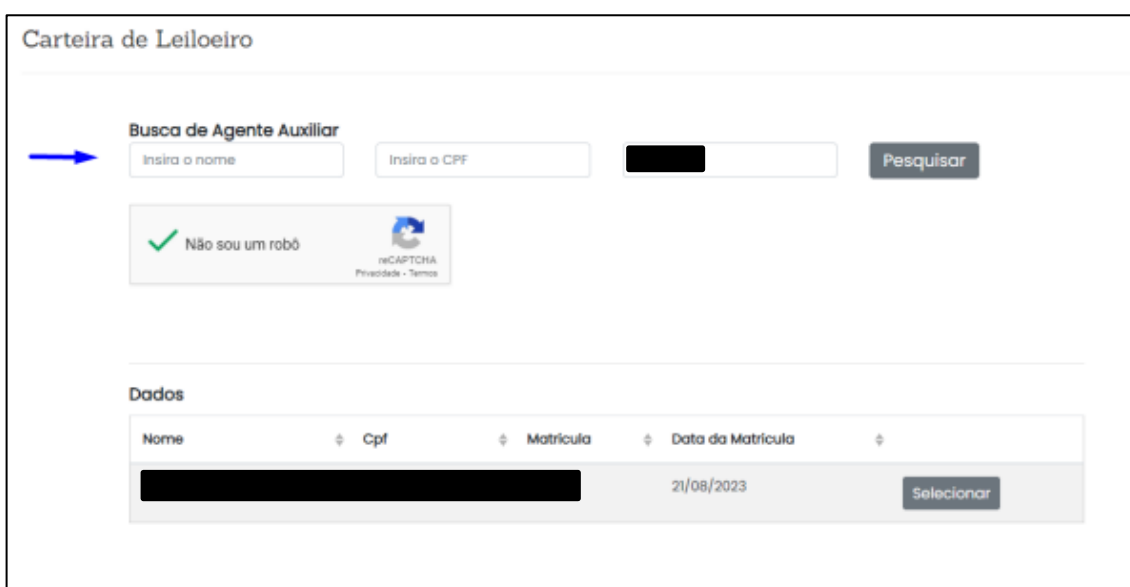 Carteira de Leiloeiro
Busca de Agente Auxiliar
Insira o nome Insira o CPF Pesquisar
Não sou um robô
reCAPTCHA
Privacidade - Termos
Dados
Nome Cpf Matrícula Data da Matrícula
21/08/2023 Selecionar